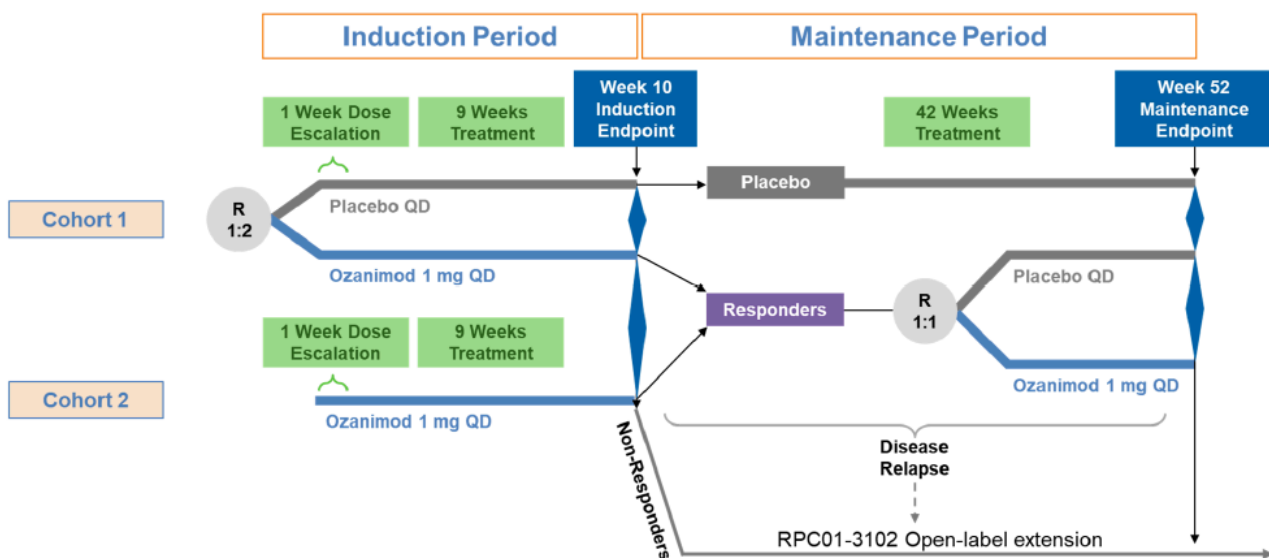 Induction Period
Maintenance Period
1 Week Dose
Escalation
9 Weeks
Treatment
Week 10
Induction
Endpoint
42 Weeks
Treatment
Week 52
Maintenance
Endpoint
Cohort 1
R
1:2
Placebo QD
Placebo
Ozanimod 1 mg QD
Responders
R
1:1
Placebo QD
1 Week Dose
Escalation
9 Weeks
Treatment
Ozanimod 1 mg QD
Cohort 2
Ozanimod 1 mg QD
Non-Responders
Disease
Relapse
RPC01-3102 Open-label extension